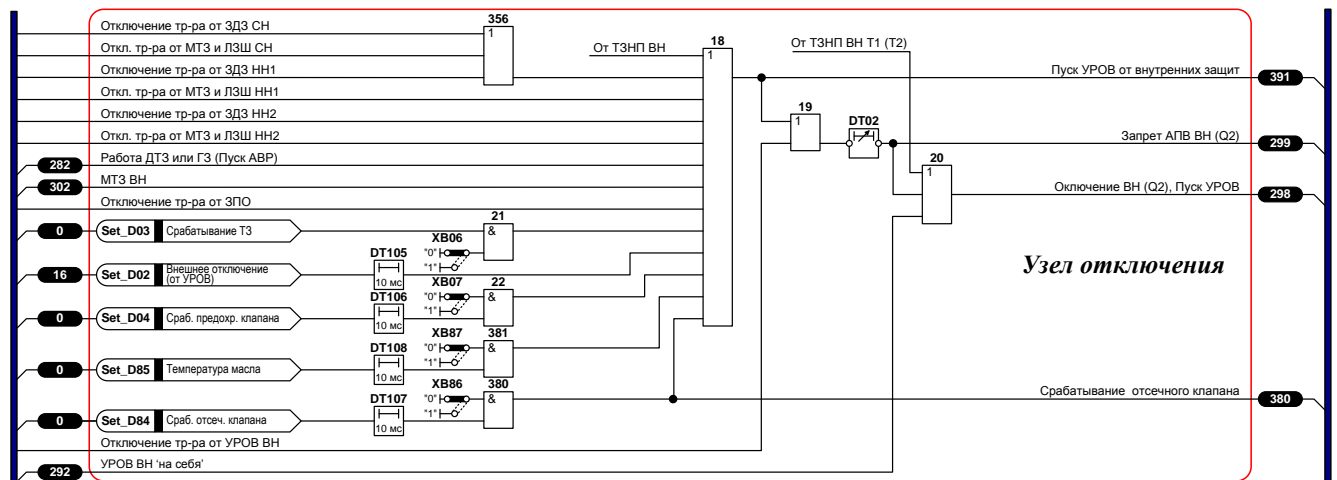 Отключение тр-ра от ЗДЗ СН
356
1
Откл. тр-ра от МТЗ и ЛЗШ СН
От ТЗНП ВН
18
1
От ТЗНП ВН Т1 (Т2)
Отключение тр-ра от ЗДЗ НН1
Пуск УРОВ от внутренних защит
391
Откл. тр-ра от МТЗ и ЛЗШ НН1
Отключение тр-ра от ЗДЗ НН2
19
1
DT02
Откл. тр-ра от МТЗ и ЛЗШ НН2
Запрет АПВ ВН (Q2)
299
282
Работа ДТЗ или ГЗ (Пуск АВР)
20
1
302
МТЗ ВН
Оключение ВН (Q2), Пуск УРОВ
298
Отключение тр-ра от ЗПО
0
Set_D03
Срабатывание ТЗ
21
&
XB06
"0"
"1"
Узел отключения
16
Set_D02
Внешнее отключение
(от УРОВ)
DT105
10 мс
XB07
"0"
"1"
22
&
0
Set_D04
Сраб. предохр. клапана
DT106
10 мс
XB87
"0"
"1"
381
&
0
Set_D85
Температура масла
DT108
10 мс
XB86
"0"
"1"
380
&
Срабатывание отсечного клапана
380
0
Set_D84
Сраб. отсеч. клапана
DT107
10 мс
Отключение тр-ра от УРОВ ВН
292
УРОВ ВН 'на себя'